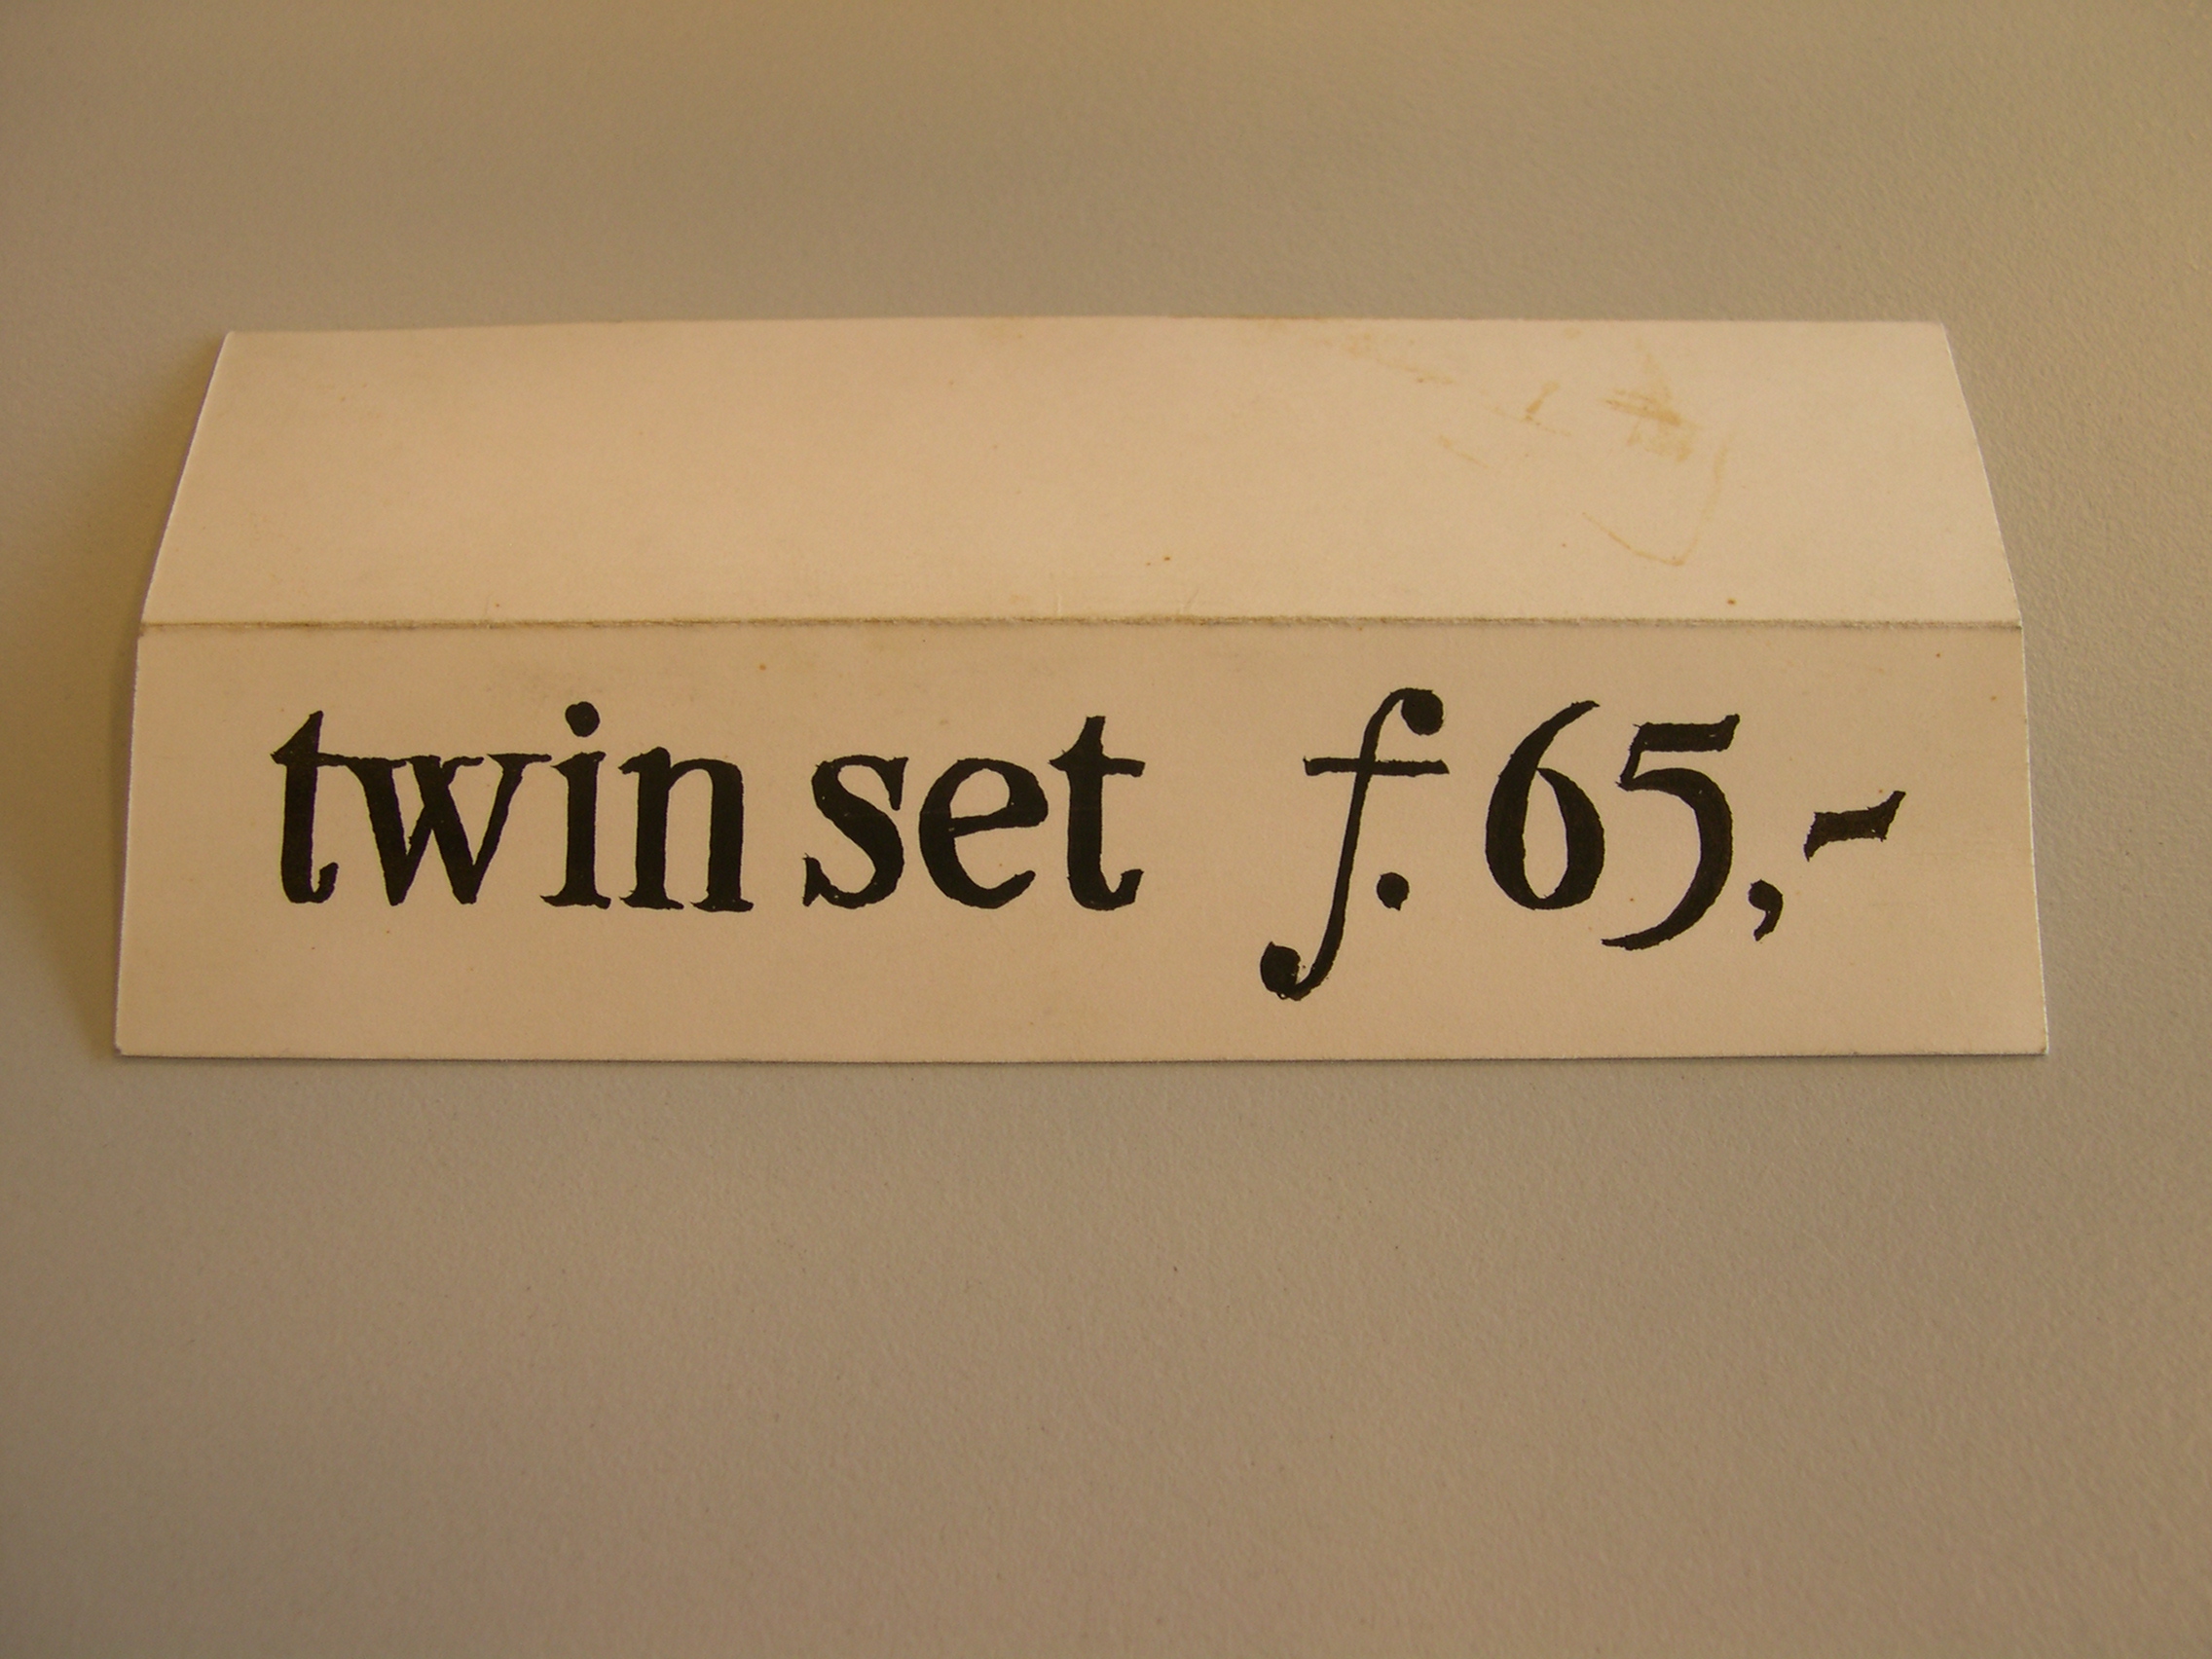 twin set f. 65,-